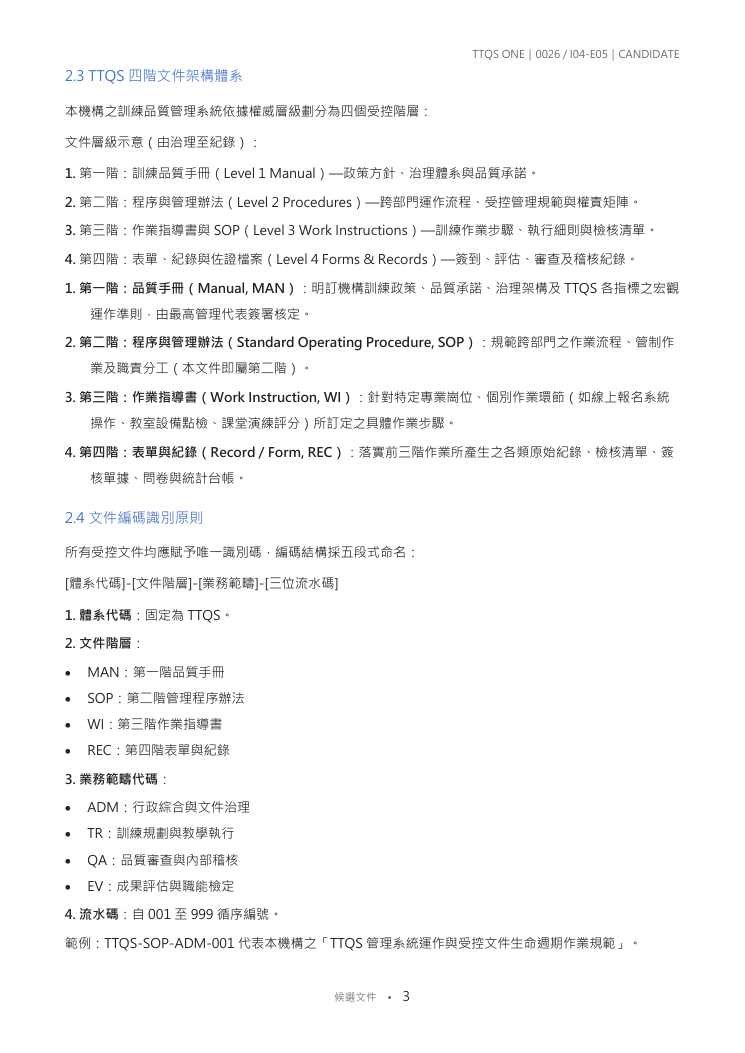 TTQS ONE | 0026 / I04-E05 | CANDIDATE
2.3 TTQS 四階文件架構體系
本機構之訓練品質管理系統依據權威層級劃分為四個受控階層：
文件層級示意（由治理至紀錄）：
1. 第一階：訓練品質手冊（Level 1 Manual）—政策方針、治理體系與品質承諾。
2. 第二階：程序與管理辦法（Level 2 Procedures）—跨部門運作流程、受控管理規範與權責矩陣。
3. 第三階：作業指導書與 SOP（Level 3 Work Instructions）—訓練作業步驟、執行細則與檢核清單。
4. 第四階：表單、紀錄與佐證檔案（Level 4 Forms & Records）—簽到、評估、審查及稽核紀錄。
1. 第一階：品質手冊（Manual, MAN）：明訂機構訓練政策、品質承諾、治理架構及 TTQS 各指標之宏觀
運作準則，由最高管理代表簽署核定。
2. 第二階：程序與管理辦法（Standard Operating Procedure, SOP）：規範跨部門之作業流程、管制作
業及職責分工（本文件即屬第二階）。
3. 第三階：作業指導書（Work Instruction, WI）：針對特定專業崗位、個別作業環節（如線上報名系統
操作、教室設備點檢、課堂演練評分）所訂定之具體作業步驟。
4. 第四階：表單與紀錄（Record / Form, REC）：落實前三階作業所產生之各類原始紀錄、檢核清單、簽
核單據、問卷與統計台帳。
2.4 文件編碼識別原則
所有受控文件均應賦予唯一識別碼，編碼結構採五段式命名：
[體系代碼]-[文件階層]-[業務範疇]-[三位流水碼]
1. 體系代碼：固定為 TTQS。
2. 文件階層：
• MAN：第一階品質手冊
• SOP：第二階管理程序辦法
• WI：第三階作業指導書
• REC：第四階表單與紀錄
3. 業務範疇代碼：
• ADM：行政綜合與文件治理
• TR：訓練規劃與教學執行
• QA：品質審查與內部稽核
• EV：成果評估與職能檢定
4. 流水碼：自 001 至 999 循序編號。
範例：TTQS-SOP-ADM-001 代表本機構之「TTQS 管理系統運作與受控文件生命週期作業規範」。
候選文件 • 3